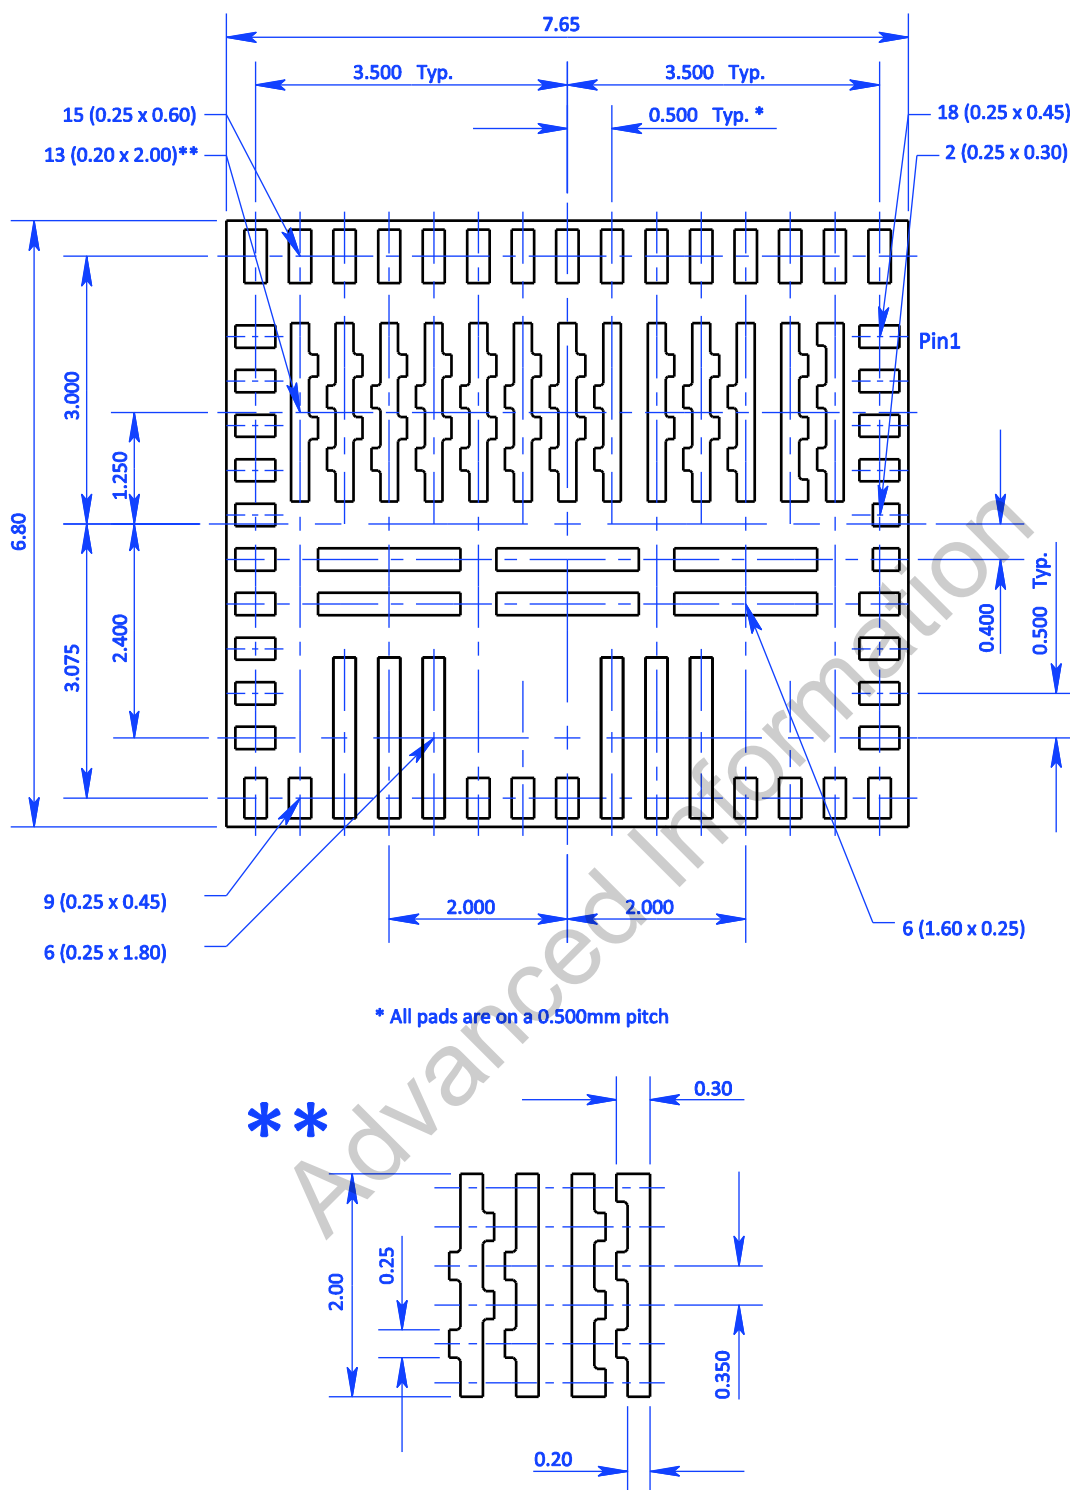 7.65
3.500 Typ.
3.500 Typ.
15 (0.25 x 0.60)
0.500 Typ. *
18 (0.25 x 0.45)
13 (0.20 x 2.00)**
2 (0.25 x 0.30)
Pin1
3.000
1.250
6.80
3.075
2.400
0.400
0.500 Typ.
9 (0.25 x 0.45)
2.000
2.000
6 (0.25 x 1.80)
6 (1.60 x 0.25)
* All pads are on a 0.500mm pitch
Advanced Information
**
0.30
0.25
2.00
0.350
0.20